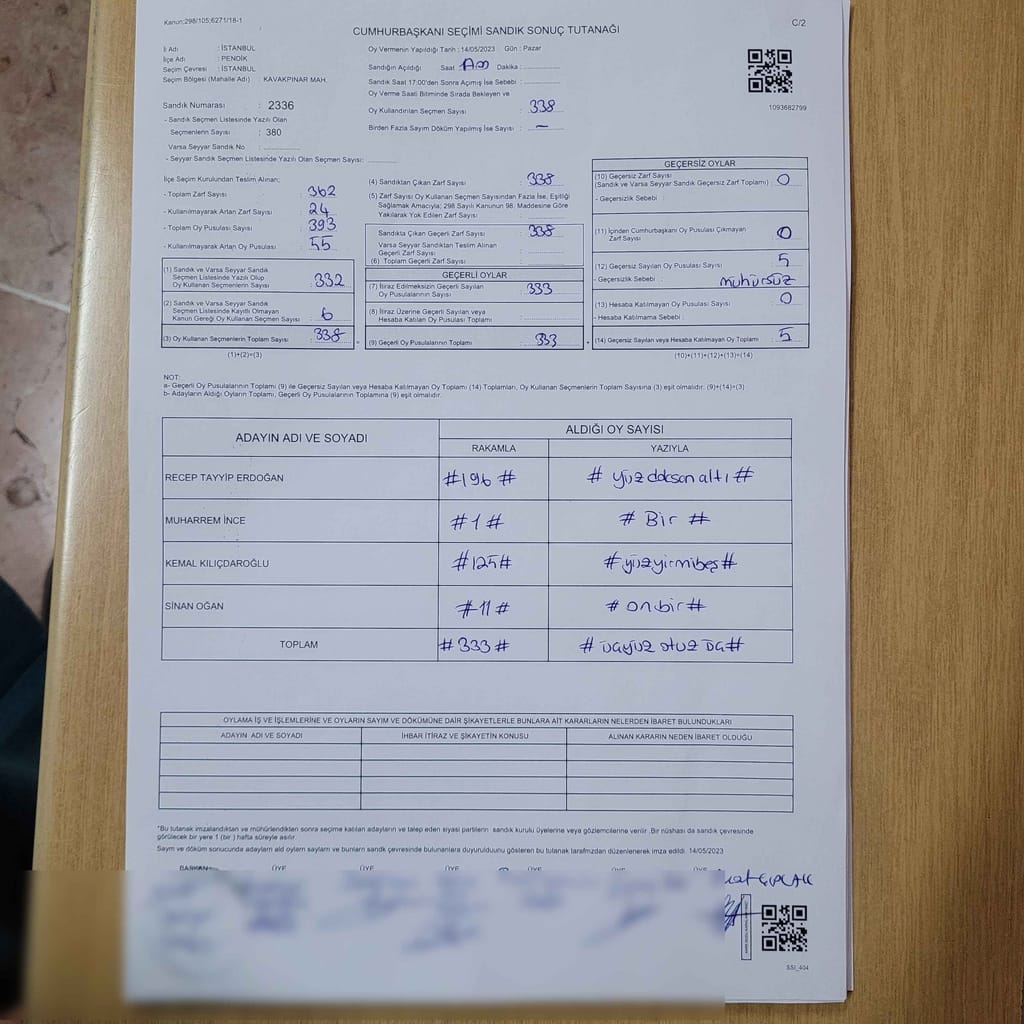 Kanun:298/105;6271/18-1
C/2
CUMHURBAŞKANI SEÇİMİ SANDIK SONUÇ TUTANAĞI
İl Adı : İSTANBUL
İlçe Adı : PENDİK
Seçim Çevresi : İSTANBUL
Seçim Bölgesi (Mahalle Adı) : KAVAKPINAR MAH.
Sandık Numarası : 2336
- Sandık Seçmen Listesinde Yazılı Olan
Seçmenlerin Sayısı : 380
Varsa Seyyar Sandık No :
- Seyyar Sandık Seçmen Listesinde Yazılı Olan Seçmen Sayısı:
Oy Vermenin Yapıldığı Tarih : 14/05/2023 Gün : Pazar
Sandığın Açıldığı Saat Dakika :
Sandık Saat 17:00'den Sonra Açılmış İse Sebebi :
Oy Verme Saati Bitiminde Sırada Bekleyen ve
Oy Kullandırılan Seçmen Sayısı : 338
Birden Fazla Sayım Döküm Yapılmış İse Sayısı : –
1093682799
İlçe Seçim Kurulundan Teslim Alınan;
- Toplam Zarf Sayısı : 362
- Kullanılmayarak Artan Zarf Sayısı : 24
- Toplam Oy Pusulası Sayısı : 393
- Kullanılmayarak Artan Oy Pusulası : 55
(1) Sandık ve Varsa Seyyar Sandık
Seçmen Listesinde Yazılı Olup
Oy Kullanan Seçmenlerin Sayısı : 332
(2) Sandık ve Varsa Seyyar Sandık
Seçmen Listesinde Kayıtlı Olmayan
Kanun Gereği Oy Kullanan Seçmen Sayısı : 6
(3) Oy Kullanan Seçmenlerin Toplam Sayısı : 338
(1)+(2)=(3)
(4) Sandıktan Çıkan Zarf Sayısı : 338
(5) Zarf Sayısı Oy Kullanan Seçmen Sayısından Fazla İse, Eşitliği
Sağlamak Amacıyla; 298 Sayılı Kanunun 98. Maddesine Göre
Yakılarak Yok Edilen Zarf Sayısı :
Sandıkta Çıkan Geçerli Zarf Sayısı : 338
Varsa Seyyar Sandıktan Teslim Alınan
Geçerli Zarf Sayısı :
(6) Toplam Geçerli Zarf Sayısı :
GEÇERLİ OYLAR
(7) İtiraz Edilmeksizin Geçerli Sayılan
Oy Pusulalarının Sayısı : 333
(8) İtiraz Üzerine Geçerli Sayılan veya
Hesaba Katılan Oy Pusulası Toplamı :
(9) Geçerli Oy Pusulalarının Toplamı : 333
GEÇERSİZ OYLAR
(10) Geçersiz Zarf Sayısı
(Sandık ve Varsa Seyyar Sandık Geçersiz Zarf Toplamı) : 0
- Geçersizlik Sebebi :
(11) İçinden Cumhurbaşkanı Oy Pusulası Çıkmayan
Zarf Sayısı : 0
(12) Geçersiz Sayılan Oy Pusulası Sayısı : 5
- Geçersizlik Sebebi : mühürsüz
(13) Hesaba Katılmayan Oy Pusulası Sayısı : 0
- Hesaba Katılmama Sebebi :
(14) Geçersiz Sayılan veya Hesaba Katılmayan Oy Toplamı : 5
(10)+(11)+(12)+(13)=(14)
NOT:
a- Geçerli Oy Pusulalarının Toplamı (9) ile Geçersiz Sayılan veya Hesaba Katılmayan Oy Toplamı (14) Toplamları, Oy Kullanan Seçmenlerin Toplam Sayısına (3) eşit olmalıdır. (9)+(14)=(3)
b- Adayların Aldığı Oyların Toplamı, Geçerli Oy Pusulalarının Toplamına (9) eşit olmalıdır.
ADAYIN ADI VE SOYADI
ALDIĞI OY SAYISI
RAKAMLA YAZIYLA
RECEP TAYYİP ERDOĞAN #196 # # yüz doksan altı #
MUHARREM İNCE #1# # Bir #
KEMAL KILIÇDAROĞLU #125# #yüzyirmibeş#
SİNAN OĞAN #11# #onbir#
TOPLAM #333# # üçyüz otuz üç#
OYLAMA İŞ VE İŞLEMLERİNE VE OYLARIN SAYIM VE DÖKÜMÜNE DAİR ŞİKAYETLERLE BUNLARA AİT KARARLARIN NELERDEN İBARET BULUNDUKLARI
ADAYIN ADI VE SOYADI İHBAR İTİRAZ VE ŞİKAYETİN KONUSU ALINAN KARARIN NEDEN İBARET OLDUĞU
*Bu tutanak imzalandıktan ve mühürlendikten sonra seçime katılan adayların ve talep eden siyasi partilerin sandık kurulu üyelerine veya gözlemcilerine verilir. Bir nüshası da sandık çevresinde
görülecek bir yere 1 (bir) hafta süreyle asılır.
Sayım ve döküm sonucunda adayların aldı oyların sayıları ve bunların sandık çevresinde bulunanlara duyurulduğunu gösteren bu tutanak tarafımızdan düzenlenerek imza edildi. 14/05/2023
BAŞKAN ÜYE ÜYE ÜYE ÜYE ÜYE
SSI_404